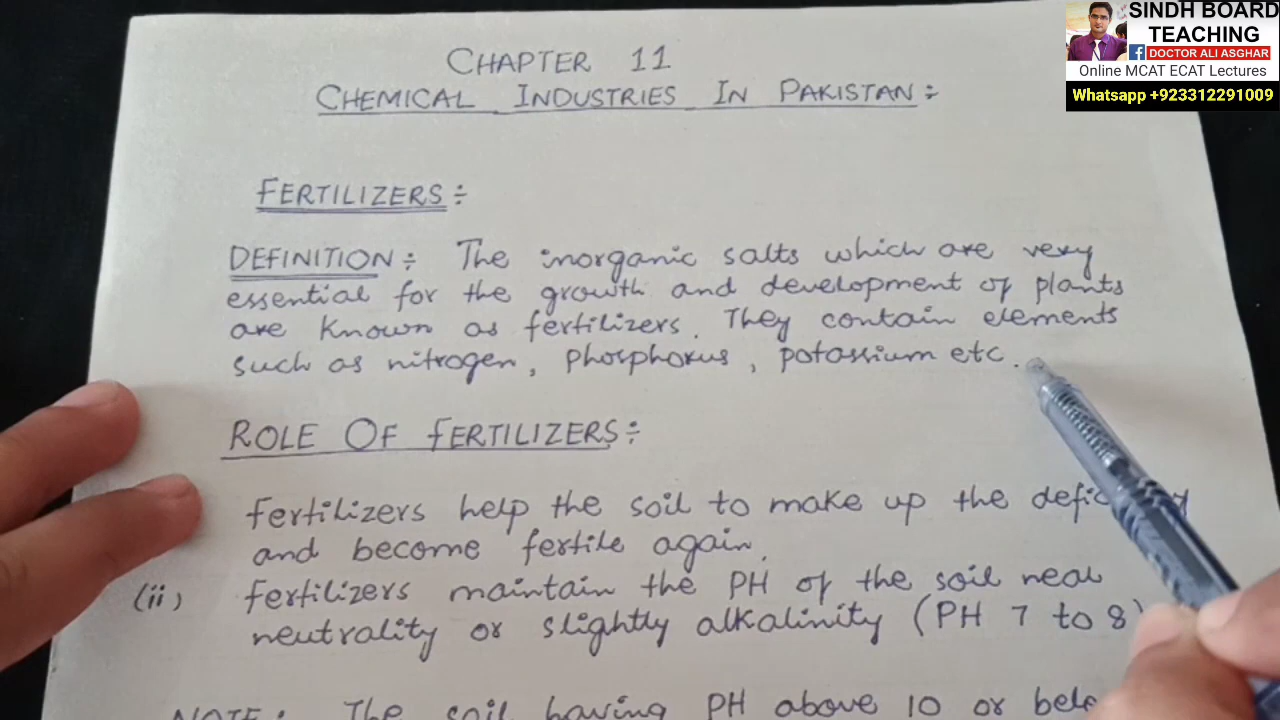 SINDH BOARD
TEACHING
f DOCTOR ALI ASGHAR
Online MCAT ECAT Lectures
Whatsapp +923312291009
CHAPTER 11
CHEMICAL INDUSTRIES IN PAKISTAN:
FERTILIZERS:
DEFINITION: The inorganic salts which are very
essential for the growth and development of plants
are known as fertilizers. They contain elements
such as nitrogen, phosphorus, potassium etc.
ROLE OF FERTILIZERS:
Fertilizers help the soil to make up the
and become fertile again.
(ii) Fertilizers maintain the PH of the soil near
neutrality or slightly alkalinity (PH 7 to 8)
NOTE: The soil having PH above 10 or